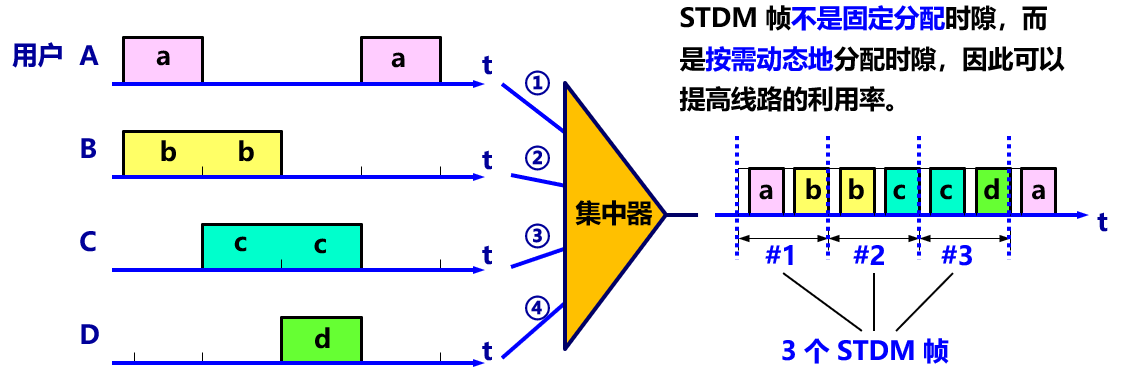 STDM 帧不是固定分配时隙，而
是按需动态地分配时隙，因此可以
提高线路的利用率。
用户 A a a t
①
B b b t
②
C c c t
③
D d t
④
集中器
a b b c c d a t
#1 #2 #3
3 个 STDM 帧